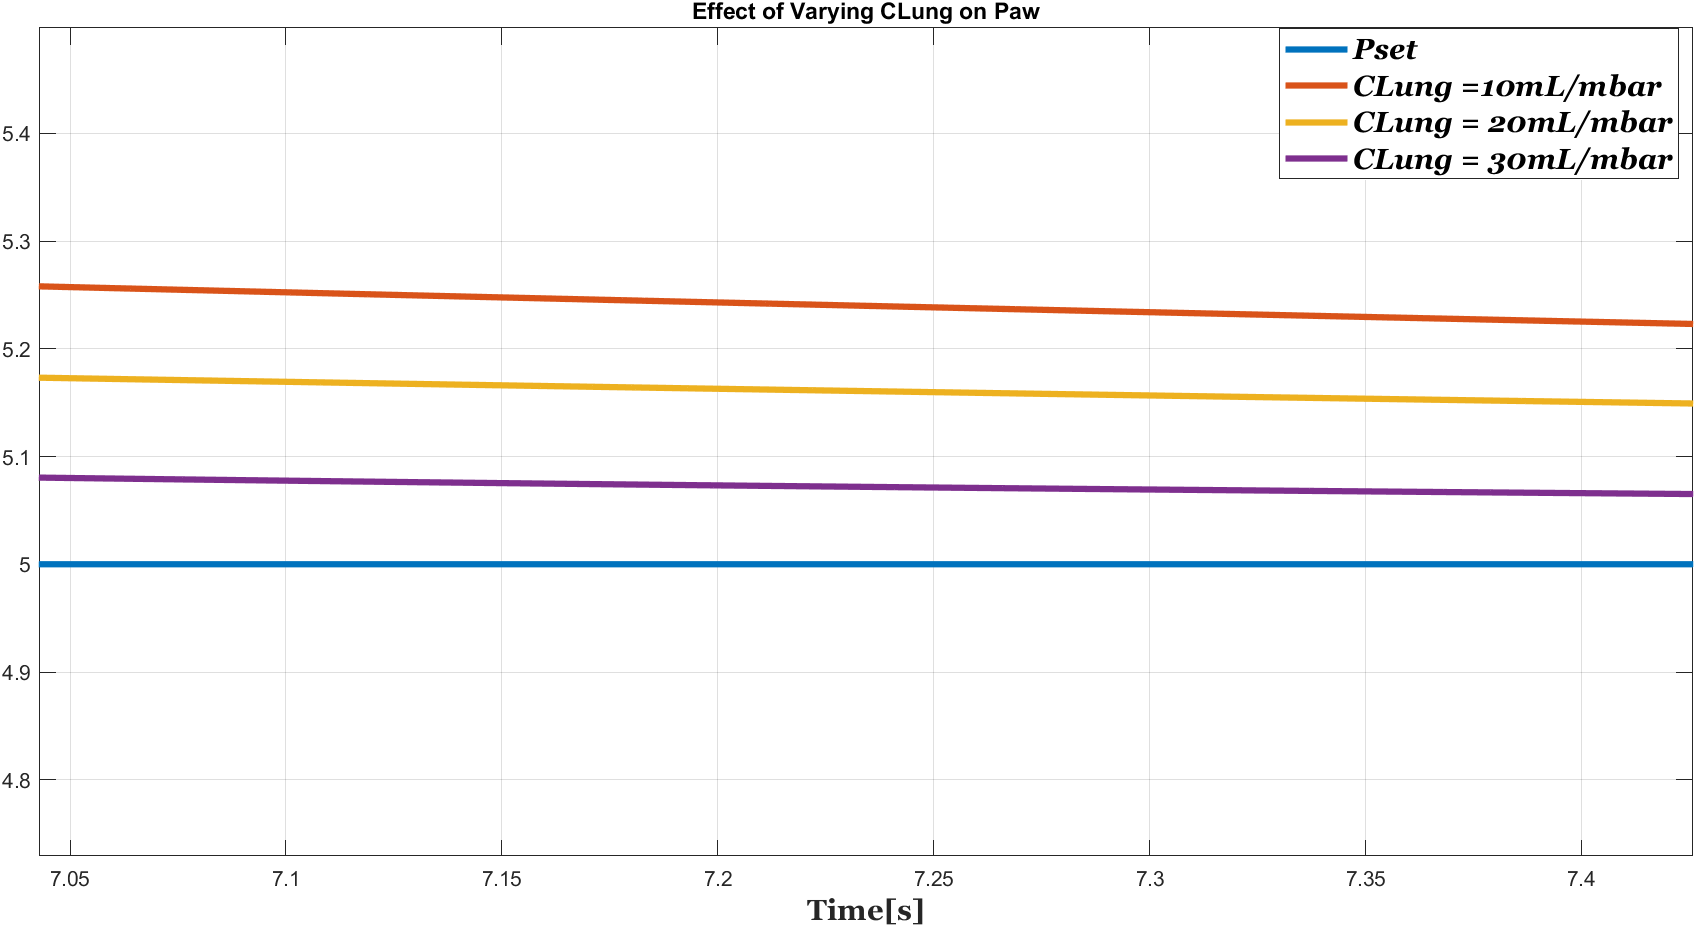 Effect of Varying CLung on Paw
Pset
CLung =10mL/mbar
CLung = 20mL/mbar
CLung = 30mL/mbar
5.4
5.3
5.2
5.1
5
4.9
4.8
7.05 7.1 7.15 7.2 7.25 7.3 7.35 7.4
Time[s]